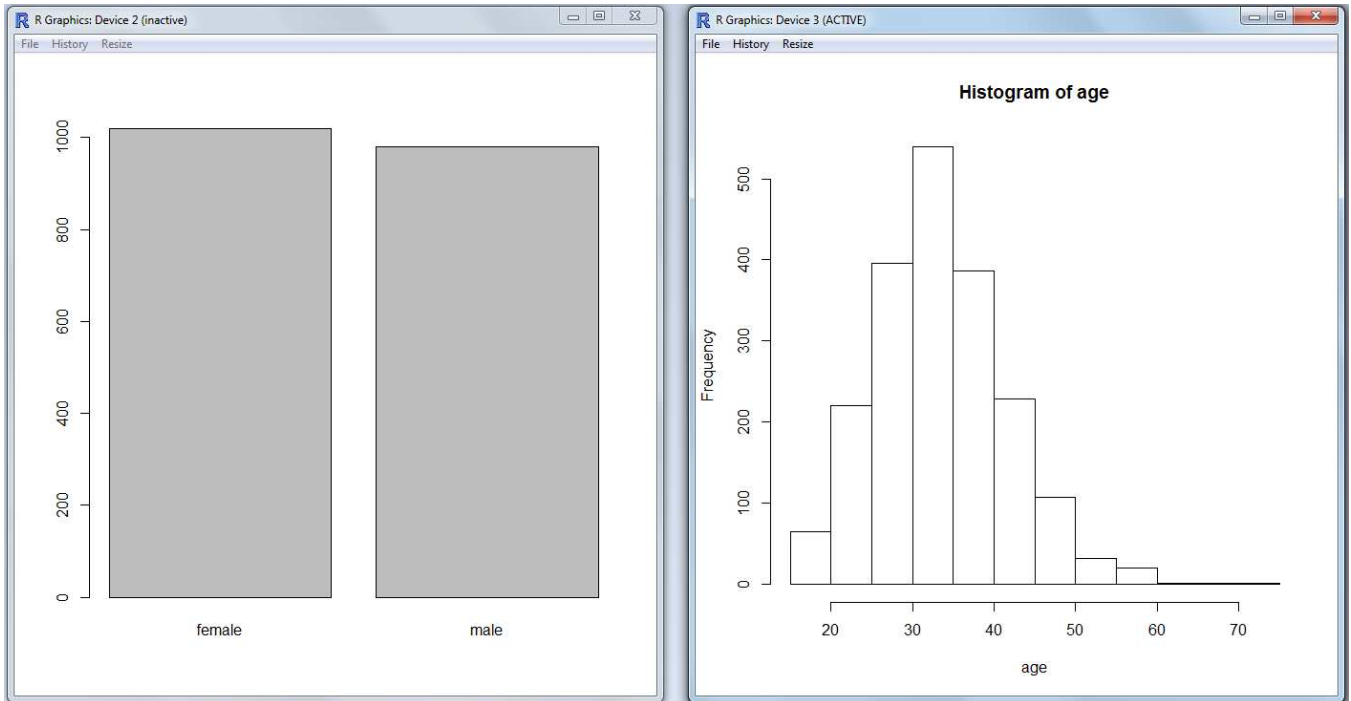 R Graphics: Device 2 (inactive)
File History Resize
1000
800
600
400
200
0
female male
R Graphics: Device 3 (ACTIVE)
File History Resize
Histogram of age
Frequency
500
400
300
200
100
0
20 30 40 50 60 70
age